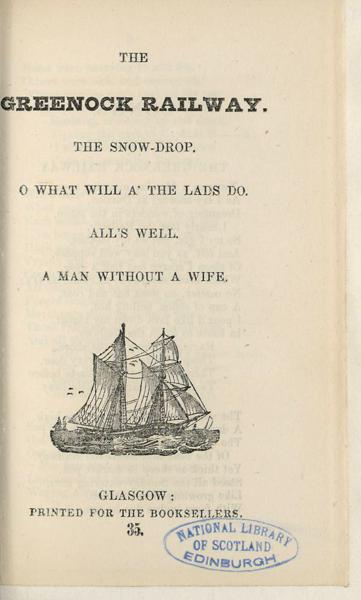 THE
GREENOCK RAILWAY.
THE SNOW-DROP.
O WHAT WILL A' THE LADS DO.
ALL'S WELL.
A MAN WITHOUT A WIFE.
GLASGOW:
PRINTED FOR THE BOOKSELLERS.
35.
NATIONAL LIBRARY
OF SCOTLAND
EDINBURGH